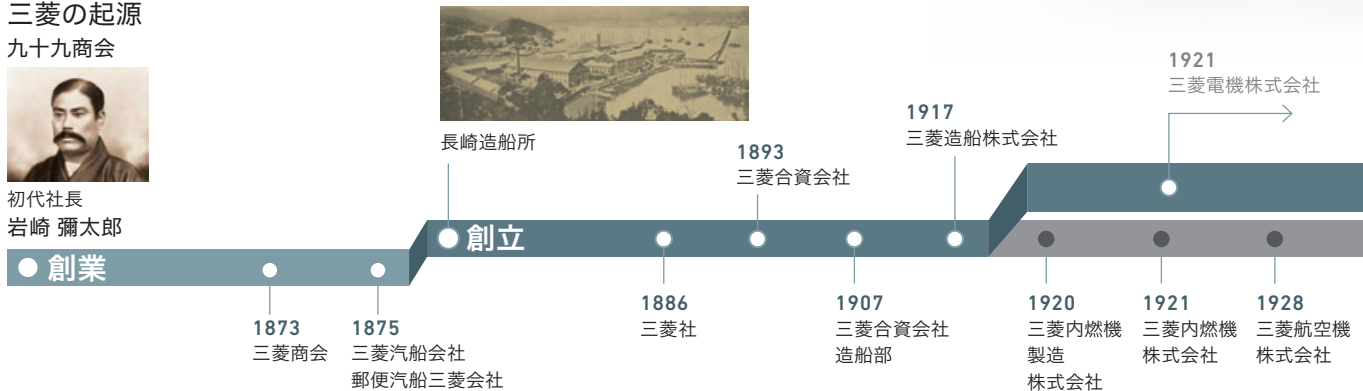 三菱の起源
九十九商会
初代社長
岩崎 彌太郎
創業
1873
三菱商会
1875
三菱汽船会社
郵便汽船三菱会社
長崎造船所
創立
1886
三菱社
1893
三菱合資会社
1907
三菱合資会社
造船部
1917
三菱造船株式会社
1920
三菱内燃機
製造
株式会社
1921
三菱電機株式会社
1921
三菱内燃機
株式会社
1928
三菱航空機
株式会社